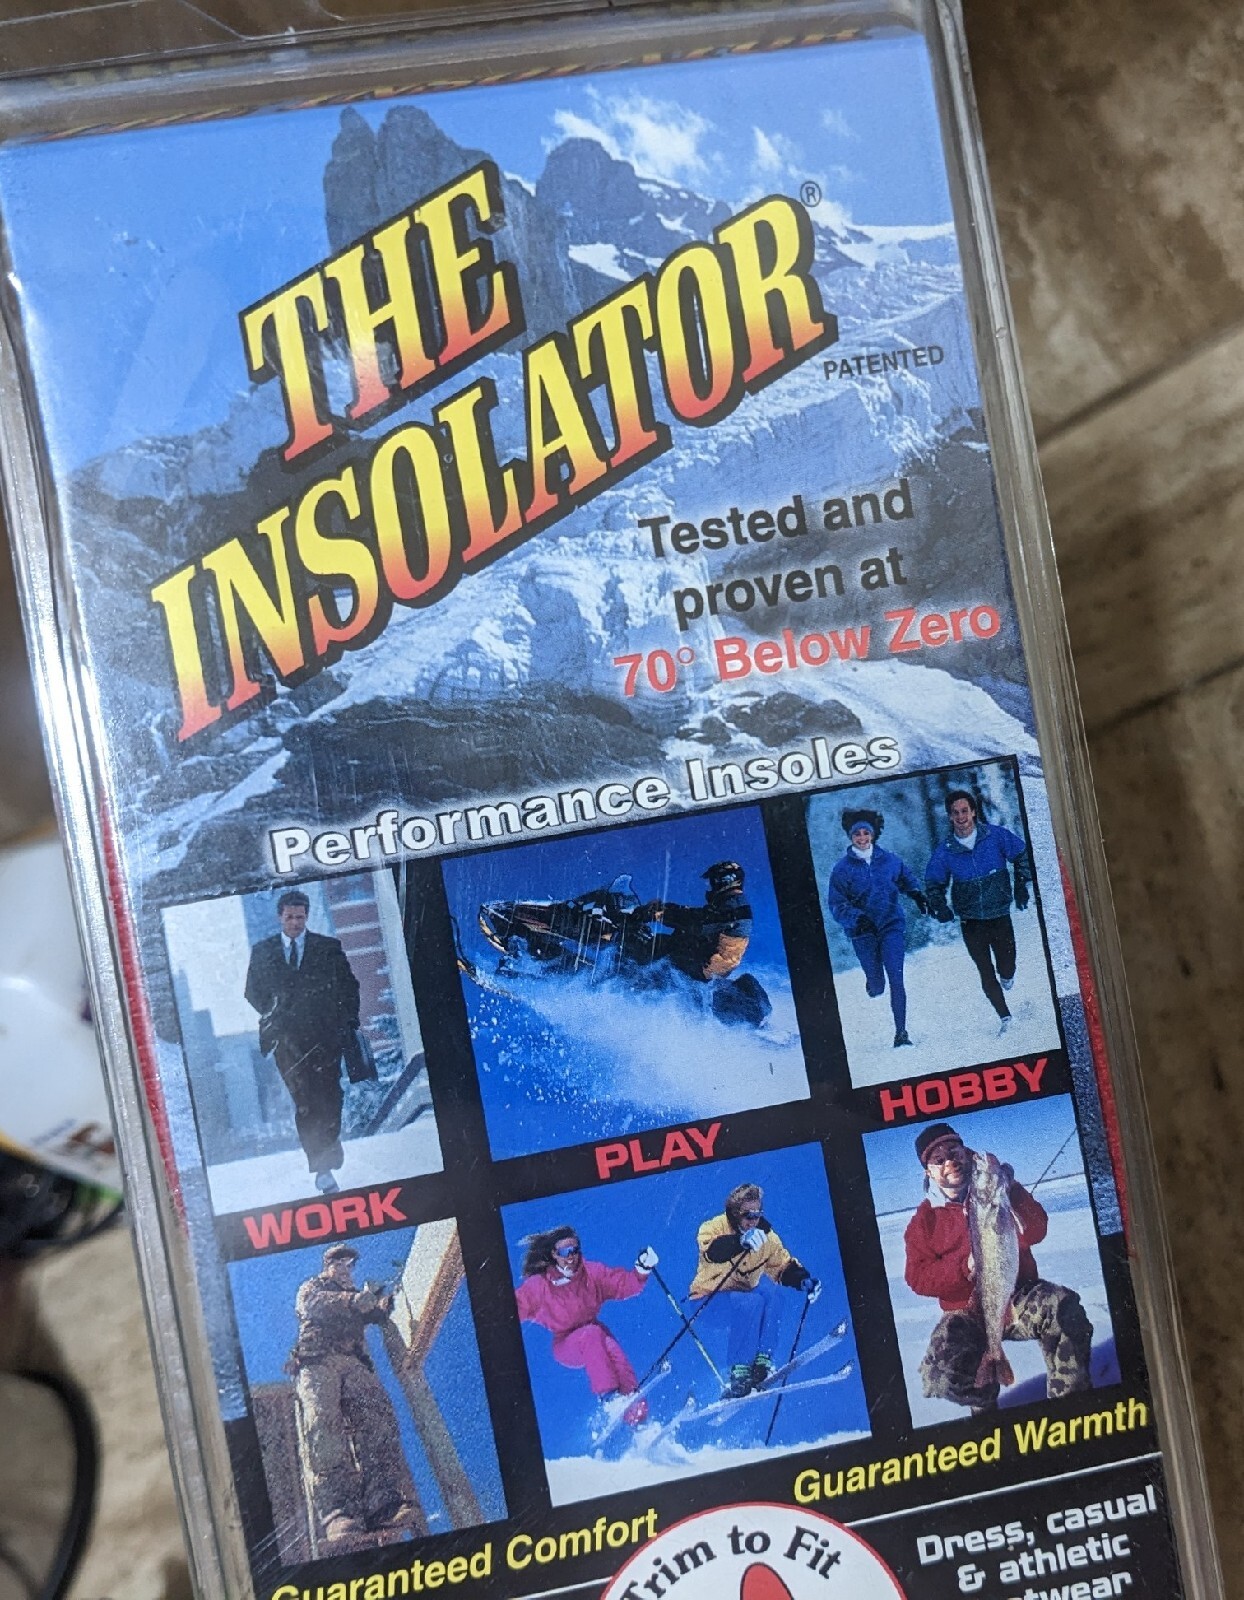 THE
INSOLATOR®
PATENTED
Tested and
proven at
70° Below Zero
Performance Insoles
WORK
PLAY
HOBBY
Guaranteed Comfort
Guaranteed Warmth
Trim to Fit
Dress, casual
& athletic